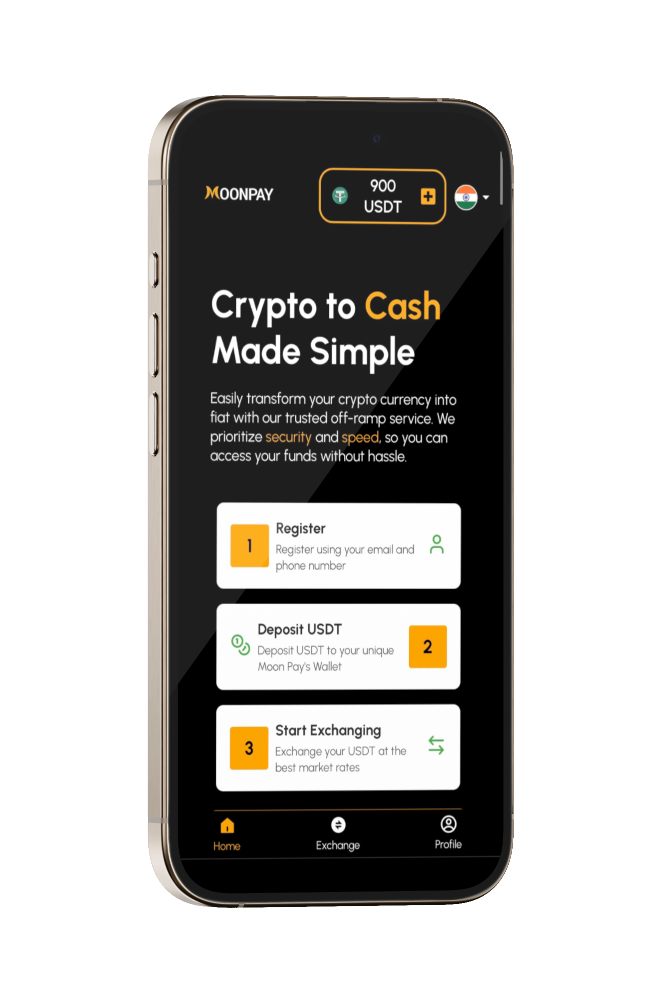 MOONPAY
900
USDT
Crypto to Cash
Made Simple
Easily transform your crypto currency into
fiat with our trusted off-ramp service. We
prioritize security and speed, so you can
access your funds without hassle.
1
Register
Register using your email and
phone number
1
Deposit USDT
Deposit USDT to your unique
Moon Pay's Wallet
2
3
Start Exchanging
Exchange your USDT at the
best market rates
Home
Exchange
Profile